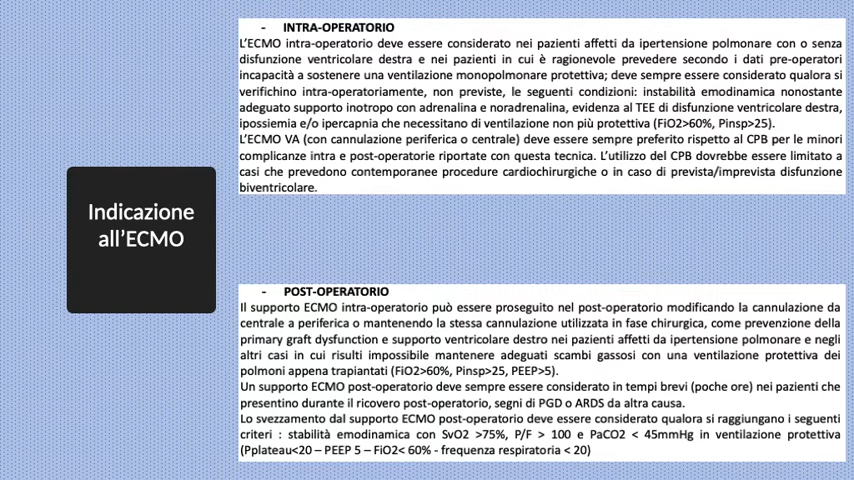 - INTRA-OPERATORIO
L'ECMO intra-operatorio deve essere considerato nei pazienti affetti da ipertensione polmonare con o senza
disfunzione ventricolare destra e nei pazienti in cui è ragionevole prevedere secondo i dati pre-operatori
incapacità a sostenere una ventilazione monopolmonare protettiva; deve sempre essere considerato qualora si
verifichino intra-operatoriamente, non previste, le seguenti condizioni: instabilità emodinamica nonostante
adeguato supporto inotropo con adrenalina e noradrenalina, evidenza al TEE di disfunzione ventricolare destra,
ipossiemia e/o ipercapnia che necessitano di ventilazione non più protettiva (FiO2>60%, Pinsp>25).
L'ECMO VA (con cannulazione periferica o centrale) deve essere sempre preferito rispetto al CPB per le minori
complicanze intra e post-operatorie riportate con questa tecnica. L'utilizzo del CPB dovrebbe essere limitato a
casi che prevedono contemporanee procedure cardiochirurgiche o in caso di prevista/imprevista disfunzione
biventricolare.
Indicazione
all'ECMO
- POST-OPERATORIO
Il supporto ECMO intra-operatorio può essere proseguito nel post-operatorio modificando la cannulazione da
centrale a periferica o mantenendo la stessa cannulazione utilizzata in fase chirurgica, come prevenzione della
primary graft dysfunction e supporto ventricolare destro nei pazienti affetti da ipertensione polmonare e negli
altri casi in cui risulti impossibile mantenere adeguati scambi gassosi con una ventilazione protettiva dei
polmoni appena trapiantati (FiO2>60%, Pinsp>25, PEEP>5).
Un supporto ECMO post-operatorio deve sempre essere considerato in tempi brevi (poche ore) nei pazienti che
presentino durante il ricovero post-operatorio, segni di PGD o ARDS da altra causa.
Lo svezzamento dal supporto ECMO post-operatorio deve essere considerato qualora si raggiungano i seguenti
criteri : stabilità emodinamica con SvO2 >75%, P/F > 100 e PaCO2 < 45mmHg in ventilazione protettiva
(Pplateau<20 – PEEP 5 – FiO2< 60% - frequenza respiratoria < 20)